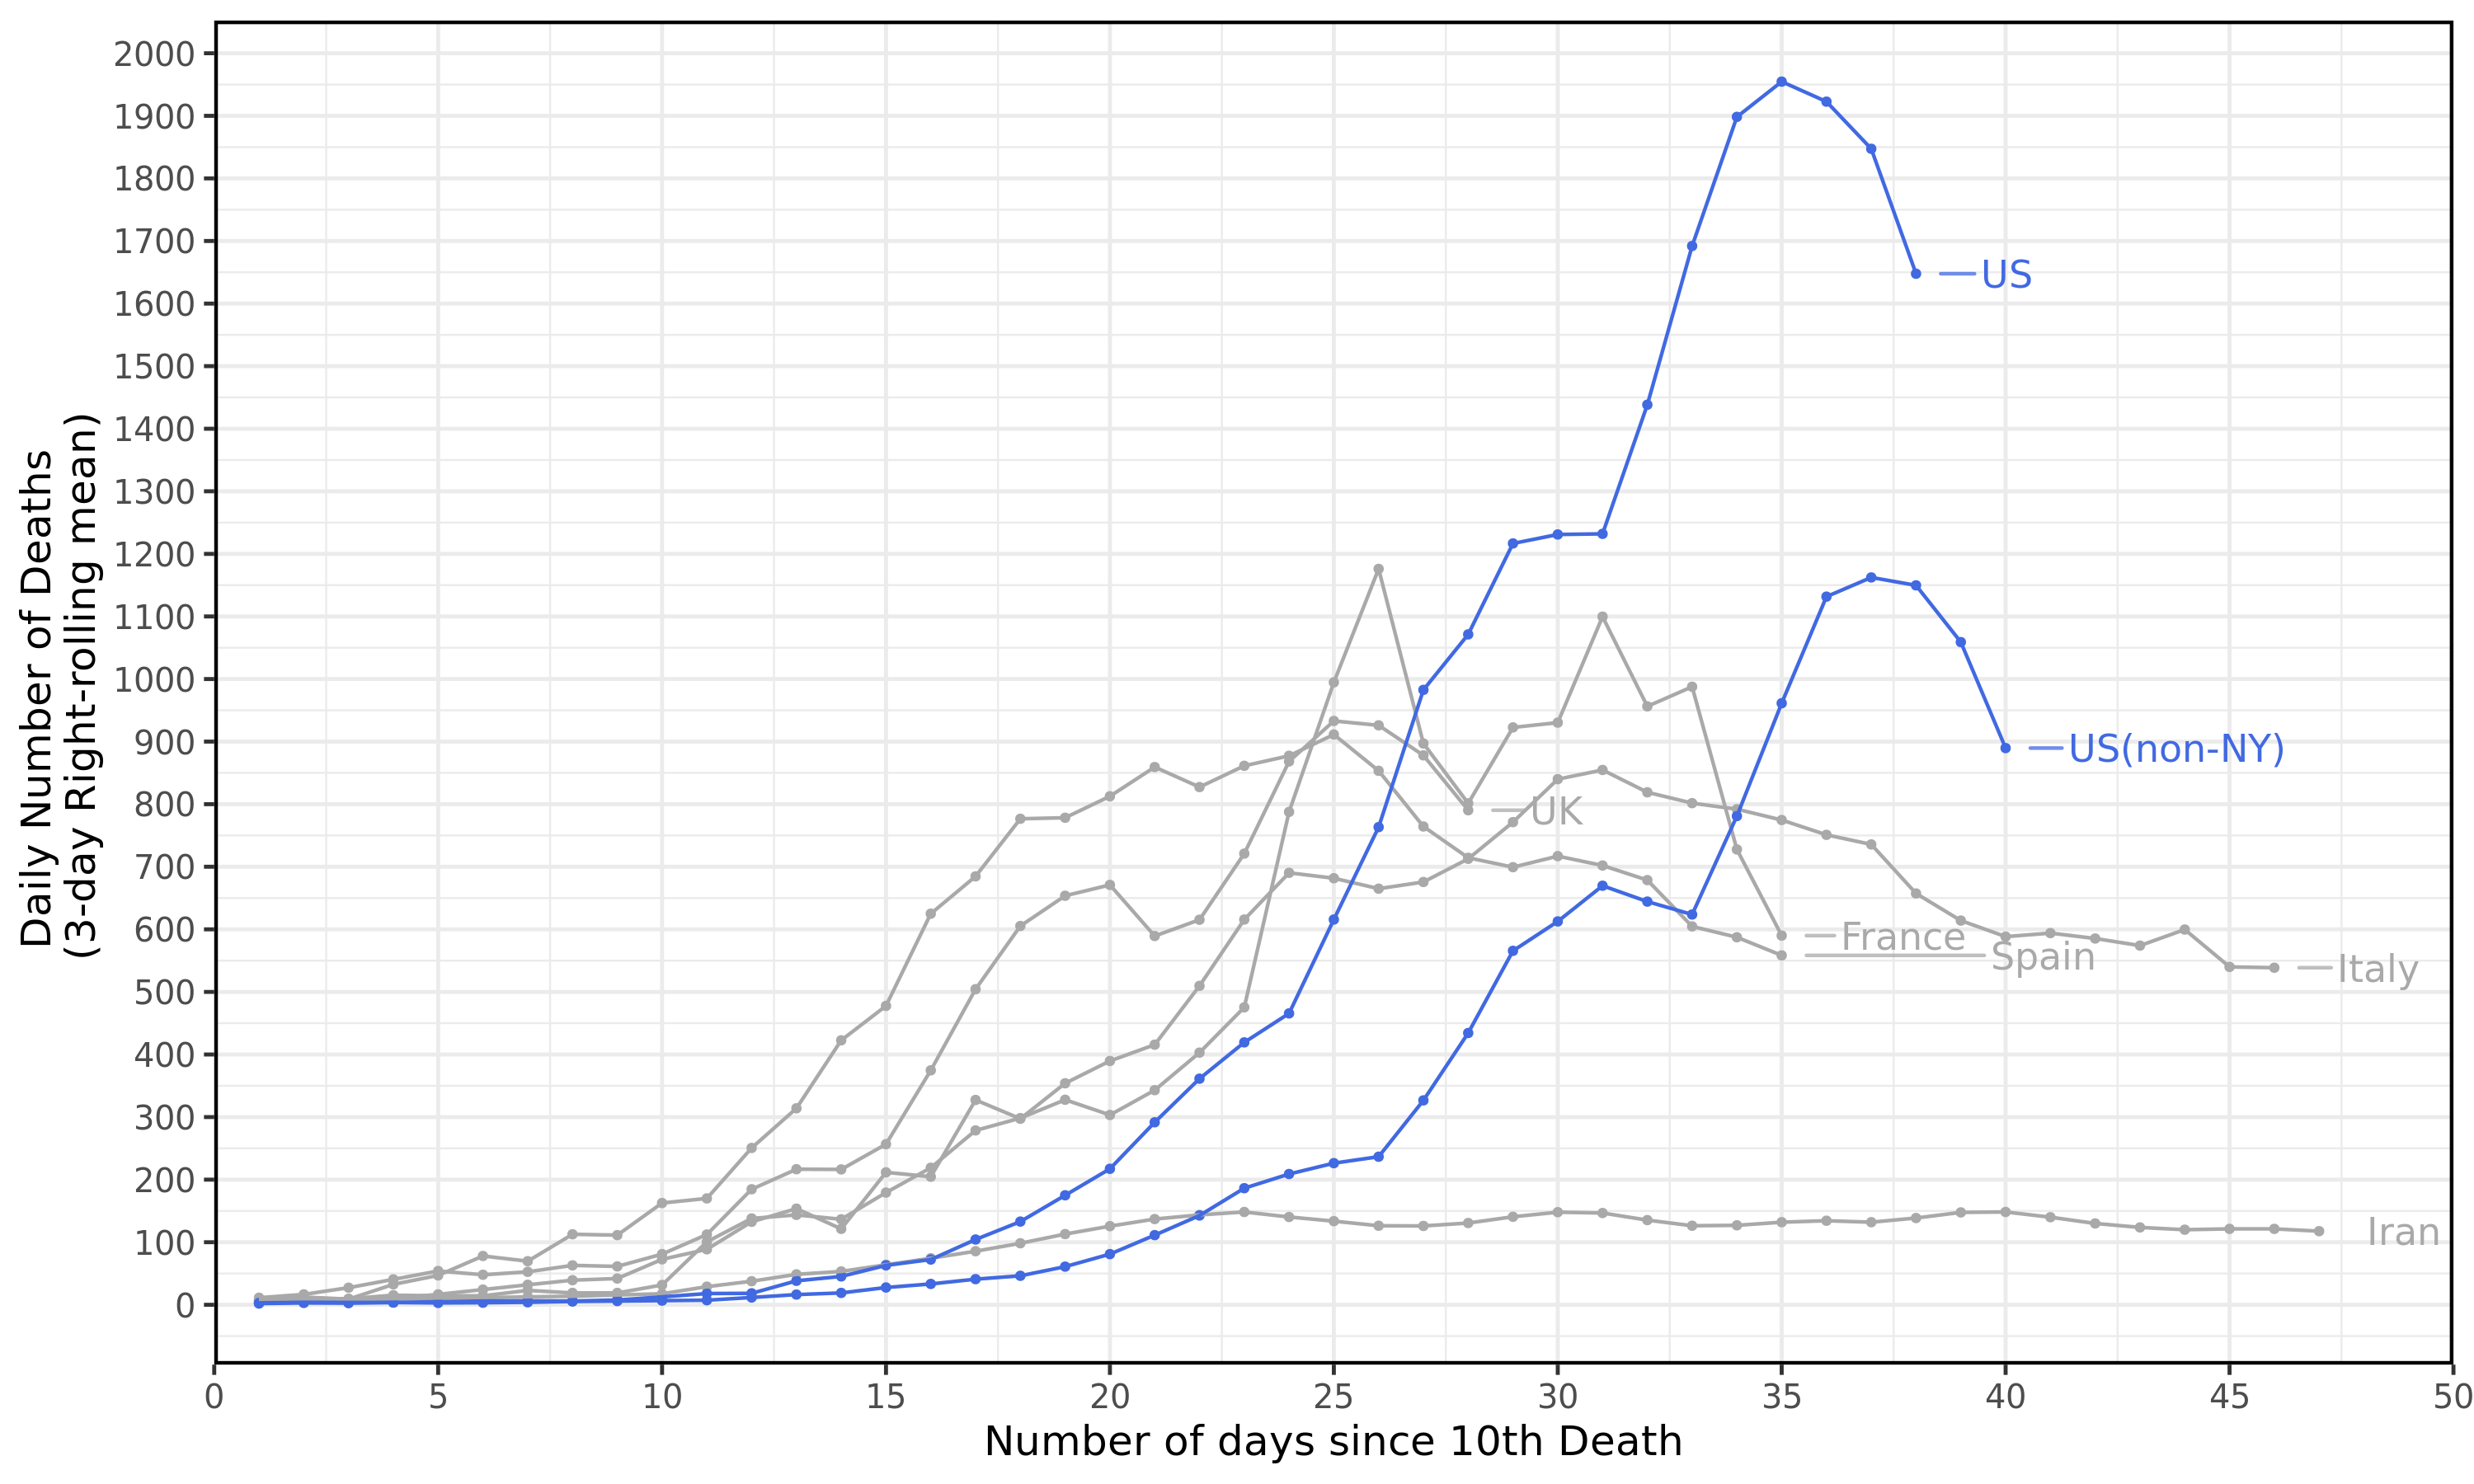 2000
1900
1800
1700
1600
1500
1400
1300
1200
1100
1000
900
800
700
600
500
400
300
200
100
0
Daily Number of Deaths
(3-day Right-rolling mean)
US
US(non-NY)
UK
France
Spain
Italy
Iran
0 5 10 15 20 25 30 35 40 45 50
Number of days since 10th Death